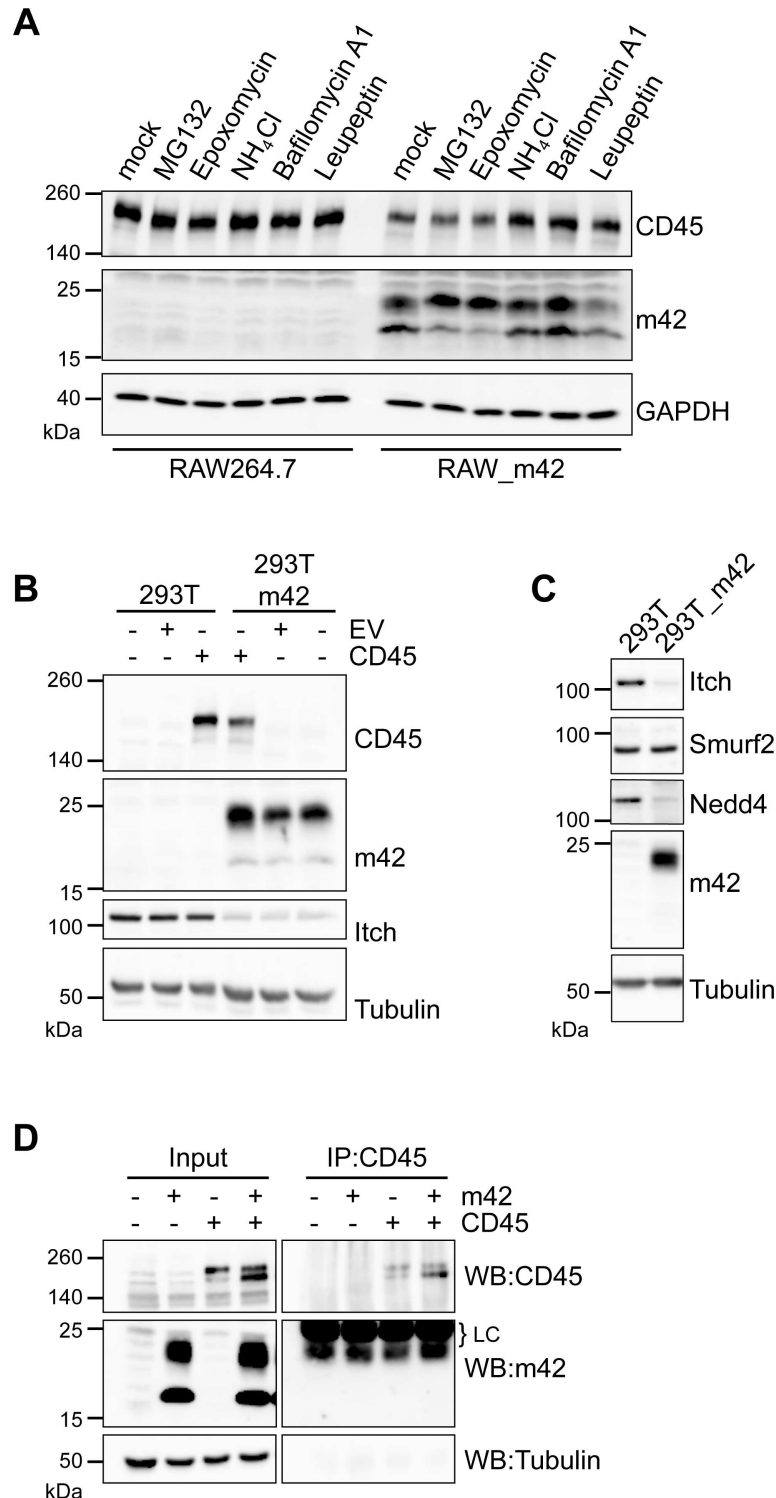 A
mock MG132 Epoxomycin NH₄Cl Bafilomycin A1 Leupeptin mock MG132 Epoxomycin NH₄Cl Bafilomycin A1 Leupeptin
260
CD45
140
25
m42
15
40
GAPDH
kDa
RAW264.7 RAW_m42
B
293T 293T m42
- + - - + - EV
- - + + - - CD45
260
CD45
140
25
m42
15
100
Itch
50
Tubulin
kDa
C
293T 293T_m42
100
Itch
100
Smurf2
Nedd4
100
25
m42
50
Tubulin
kDa
D
Input IP:CD45
- + - + - + - + m42
- - + + - - + + CD45
260
WB:CD45
140
25
} LC
WB:m42
15
50
WB:Tubulin
kDa